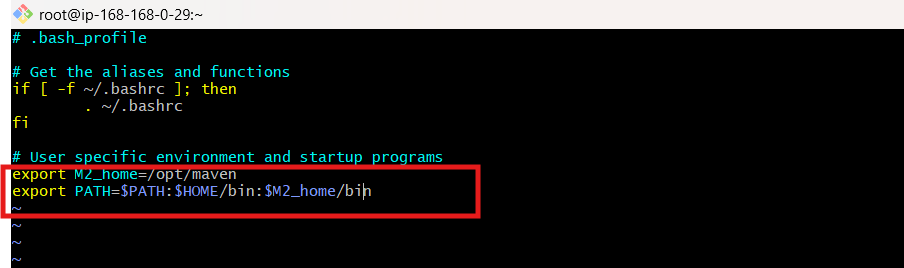 root@ip-168-168-0-29:~
# .bash_profile
# Get the aliases and functions
if [ -f ~/.bashrc ]; then
        . ~/.bashrc
fi
# User specific environment and startup programs
export M2_home=/opt/maven
export PATH=$PATH:$HOME/bin:$M2_home/bin
~
~
~
~